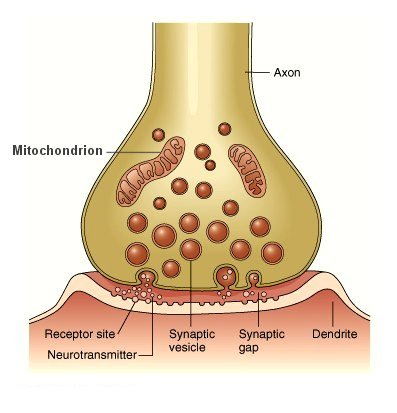 Axon
Mitochondrion
Receptor site
Neurotransmitter
Synaptic
vesicle
Synaptic
gap
Dendrite